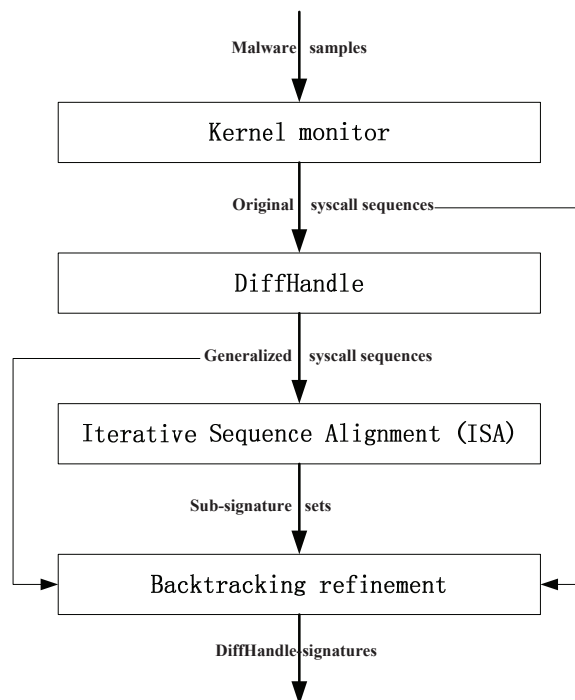 Malware samples
Kernel monitor
Original syscall sequences
DiffHandle
Generalized syscall sequences
Iterative Sequence Alignment (ISA)
Sub-signature sets
Backtracking refinement
DiffHandle-signatures